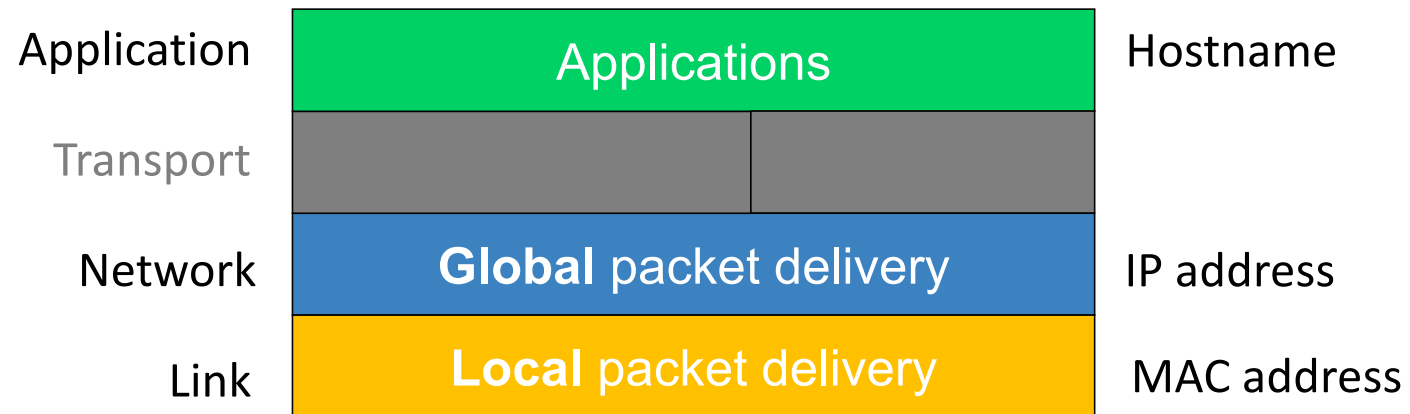 Application Applications Hostname
Transport
Network Global packet delivery IP address
Link Local packet delivery MAC address